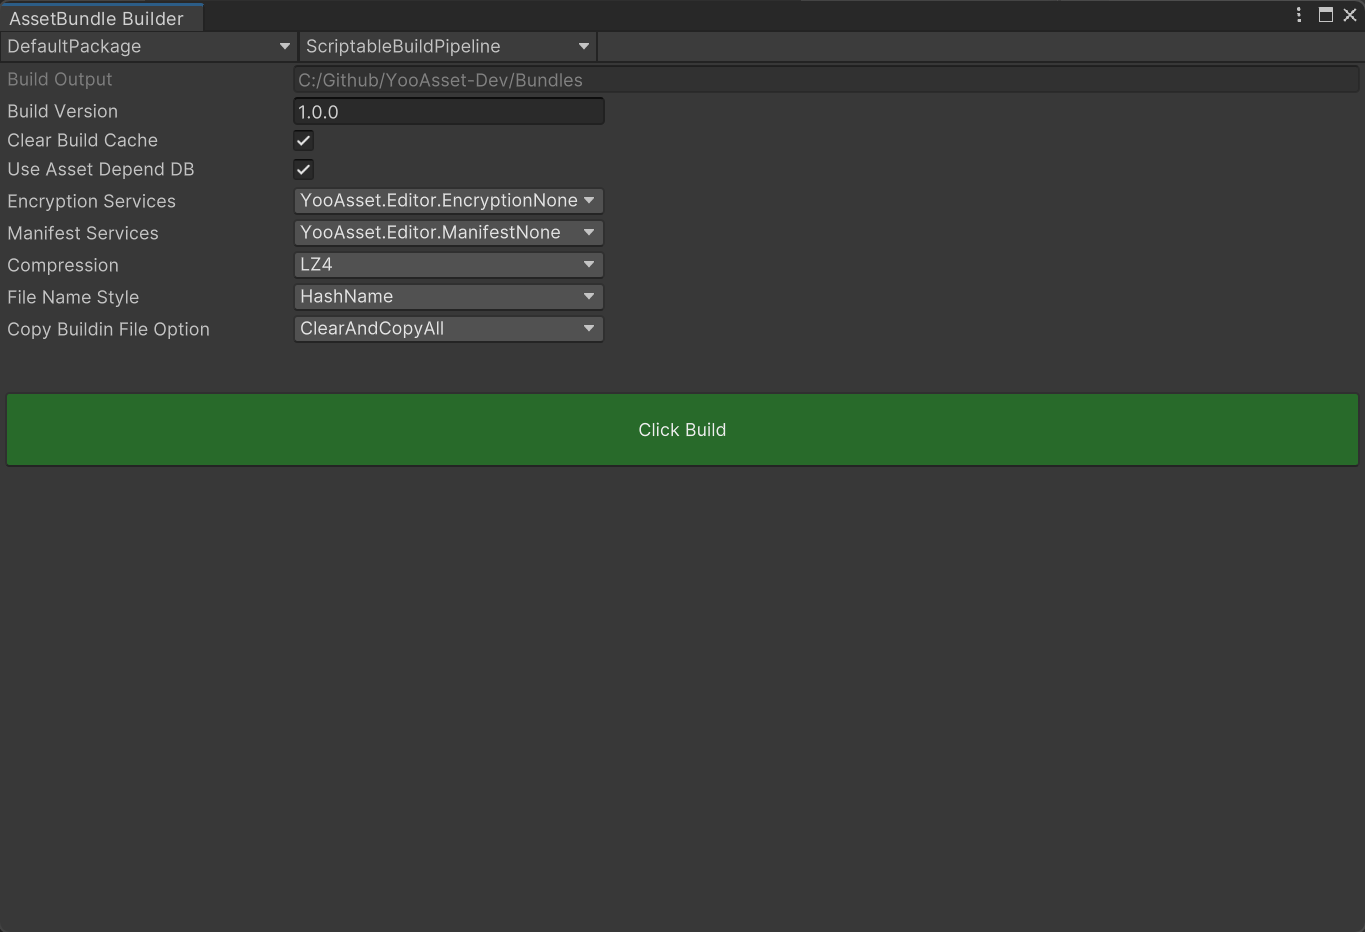 AssetBundle Builder
DefaultPackage ScriptableBuildPipeline
Build Output C:/Github/YooAsset-Dev/Bundles
Build Version 1.0.0
Clear Build Cache
Use Asset Depend DB
Encryption Services YooAsset.Editor.EncryptionNone
Manifest Services YooAsset.Editor.ManifestNone
Compression LZ4
File Name Style HashName
Copy Buildin File Option ClearAndCopyAll
Click Build